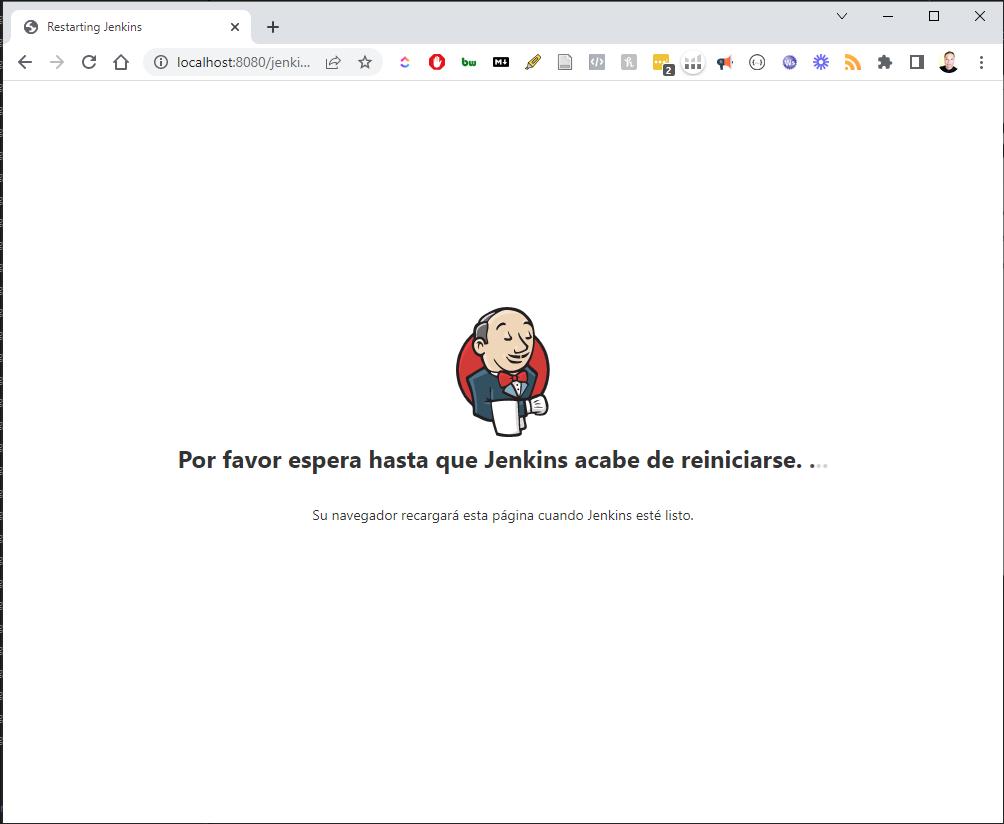 Restarting Jenkins
localhost:8080/jenki...
bw
M
2
Por favor espera hasta que Jenkins acabe de reiniciarse. ...
Su navegador recargará esta página cuando Jenkins esté listo.